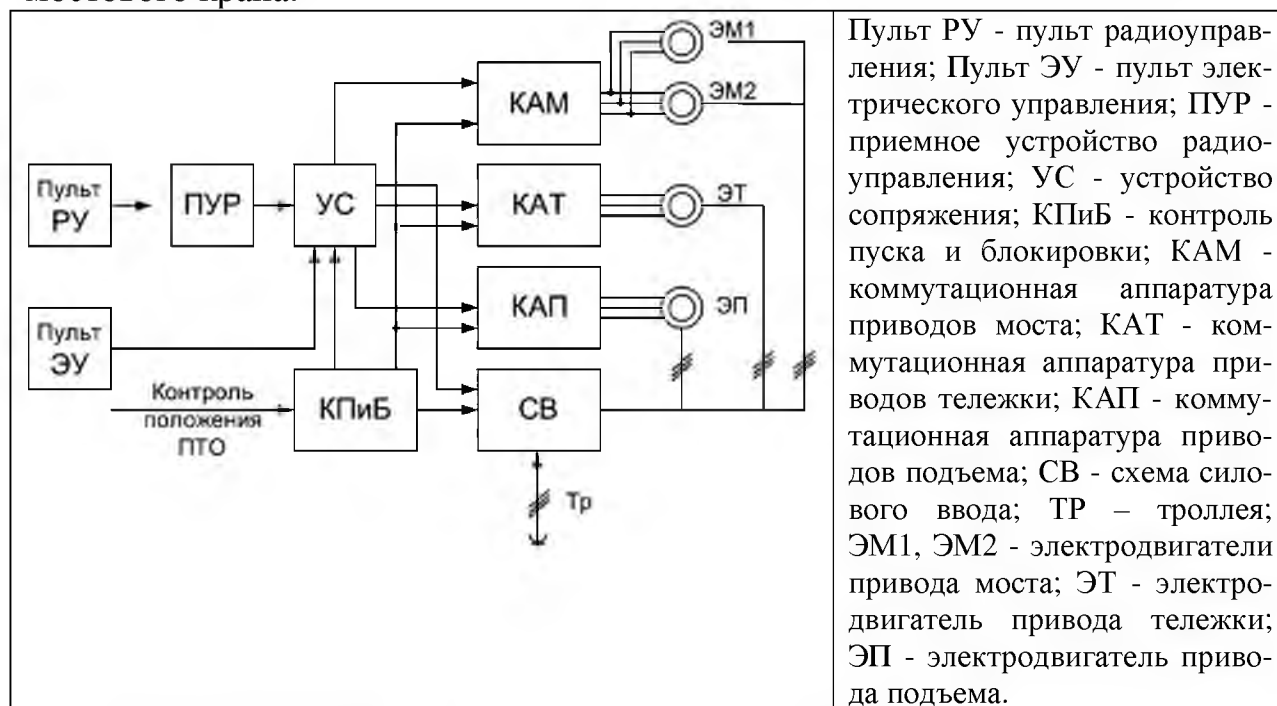 мостового крана.
ЭМ1
ЭМ2
КАМ
Пульт
РУ
ПУР
УС
КАТ
ЭТ
КАП
ЭП
Пульт
ЭУ
Контроль
положения
ПТО
КПиБ
СВ
Тр
Пульт РУ - пульт радиоуправ-
ления; Пульт ЭУ - пульт элек-
трического управления; ПУР -
приемное устройство радио-
управления; УС - устройство
сопряжения; КПиБ - контроль
пуска и блокировки; КАМ -
коммутационная аппаратура
приводов моста; КАТ - ком-
мутационная аппаратура при-
водов тележки; КАП - комму-
тационная аппаратура приво-
дов подъема; СВ - схема сило-
вого ввода; ТР – троллея;
ЭМ1, ЭМ2 - электродвигатели
привода моста; ЭТ - электро-
двигатель привода тележки;
ЭП - электродвигатель приво-
да подъема.